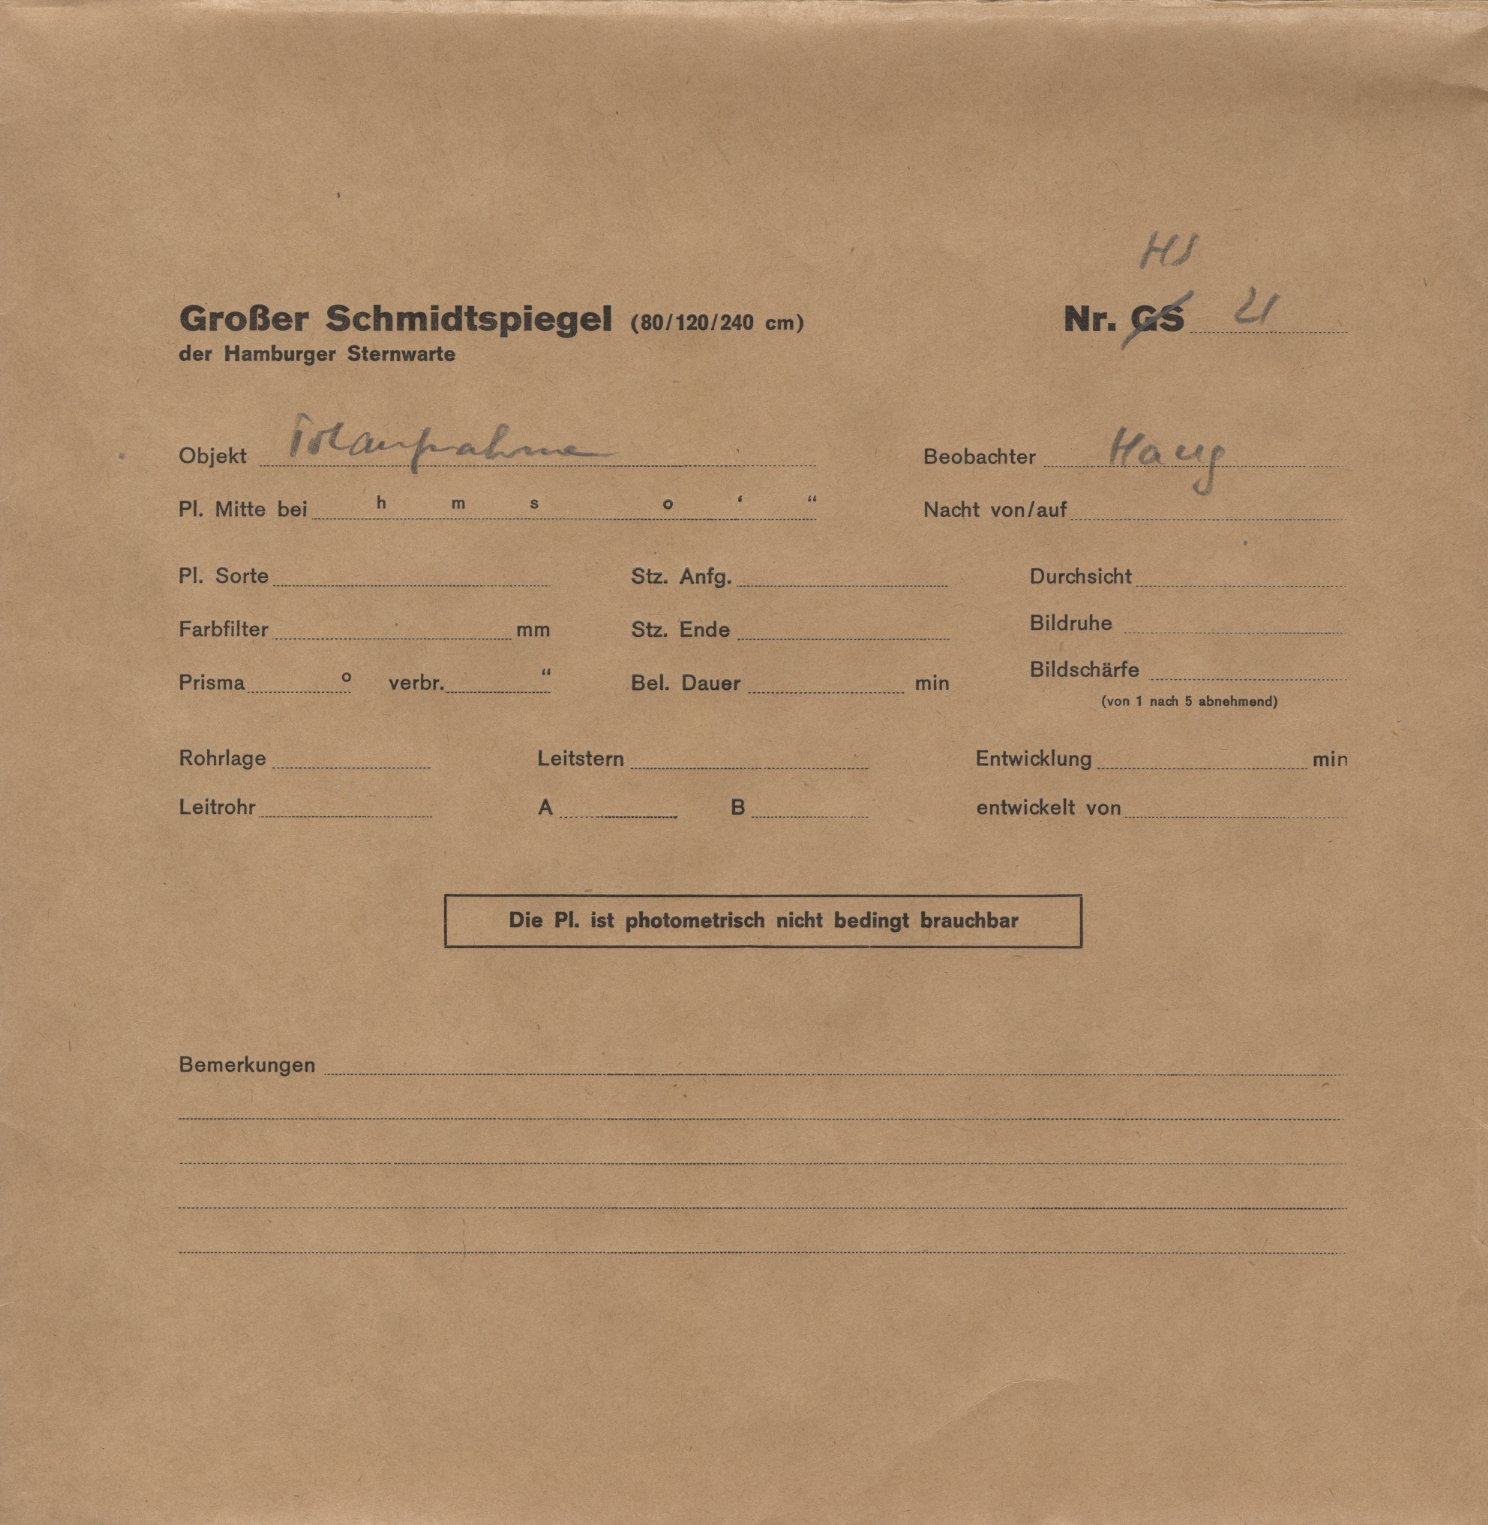 HS
Großer Schmidtspiegel (80/120/240 cm) Nr. GS 21
der Hamburger Sternwarte
Objekt Polaufnahme Beobachter Haug
Pl. Mitte bei h m s o ‘ “ Nacht von/auf
Pl. Sorte Stz. Anfg. Durchsicht
Farbfilter mm Stz. Ende Bildruhe
Prisma o verbr. “ Bel. Dauer min Bildschärfe
(von 1 nach 5 abnehmend)
Rohrlage Leitstern Entwicklung min
Leitrohr A B entwickelt von
Die Pl. ist photometrisch nicht bedingt brauchbar
Bemerkungen